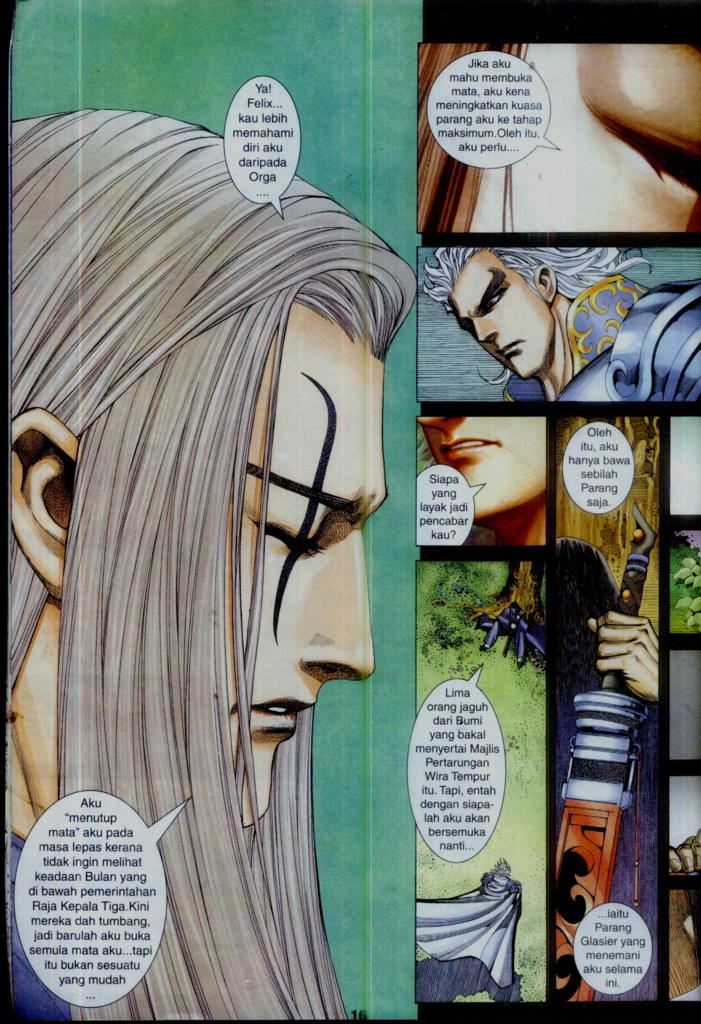 Ya!
Felix...
kau lebih
memahami
diri aku
daripada
Orga
....
Aku
“menutup
mata” aku pada
masa lepas kerana
tidak ingin melihat
keadaan Bulan yang
di bawah pemerintahan
Raja Kepala Tiga.Kini
mereka dah tumbang,
jadi barulah aku buka
semula mata aku...tapi
itu bukan sesuatu
yang mudah
...
Jika aku
mahu membuka
mata, aku kena
meningkatkan kuasa
parang aku ke tahap
maksimum.Oleh itu,
aku perlu....
Siapa
yang
layak jadi
pencabar
kau?
Oleh
itu, aku
hanya bawa
sebilah
Parang
saja.
Lima
orang jaguh
dari Bumi
yang bakal
menyertai Majlis
Pertarungan
Wira Tempur
itu. Tapi, entah
dengan siapa-
lah aku akan
bersemuka
nanti...
...iaitu
Parang
Glasier yang
menemani
aku selama
ini.
16